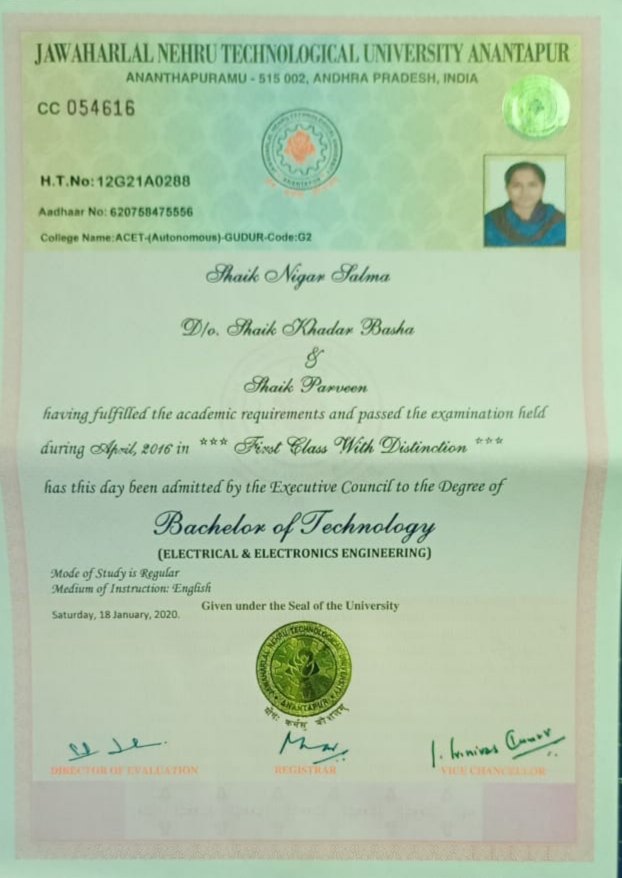 JAWAHARLAL NEHRU TECHNOLOGICAL UNIVERSITY ANANTAPUR
ANANTHAPURAMU - 515 002, ANDHRA PRADESH, INDIA
CC 054616
H.T.No:12G21A0288
Aadhaar No: 620758475556
College Name:ACET-(Autonomous)-GUDUR-Code:G2
Shaik Nigar Salma
D/o. Shaik Khadar Basha
&
Shaik Parveen
having fulfilled the academic requirements and passed the examination held
during April, 2016 in *** First Class With Distinction ***
has this day been admitted by the Executive Council to the Degree of
Bachelor of Technology
(ELECTRICAL & ELECTRONICS ENGINEERING)
Mode of Study is Regular
Medium of Instruction: English
Given under the Seal of the University
Saturday, 18 January, 2020.
JAWAHARLAL NEHRU TECHNOLOGICAL UNIVERSITY
ANANTAPUR
DIRECTOR OF EVALUATION
REGISTRAR
VICE CHANCELLOR